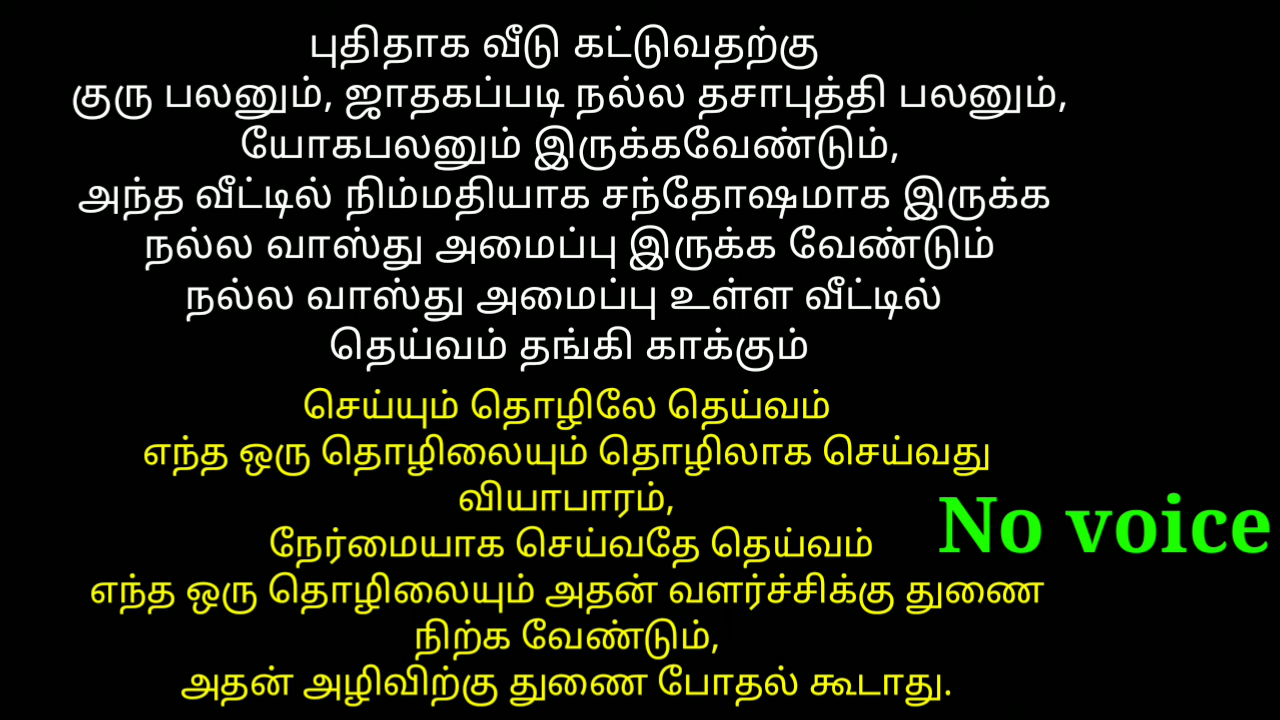 புதிதாக வீடு கட்டுவதற்கு
குரு பலனும், ஜாதகப்படி நல்ல தசாபுத்தி பலனும்,
யோகபலனும் இருக்கவேண்டும்,
அந்த வீட்டில் நிம்மதியாக சந்தோஷமாக இருக்க
நல்ல வாஸ்து அமைப்பு இருக்க வேண்டும்
நல்ல வாஸ்து அமைப்பு உள்ள வீட்டில்
தெய்வம் தங்கி காக்கும்
செய்யும் தொழிலே தெய்வம்
எந்த ஒரு தொழிலையும் தொழிலாக செய்வது
வியாபாரம்,
நேர்மையாக செய்வதே தெய்வம்
No voice
எந்த ஒரு தொழிலையும் அதன் வளர்ச்சிக்கு துணை
நிற்க வேண்டும்,
அதன் அழிவிற்கு துணை போதல் கூடாது.